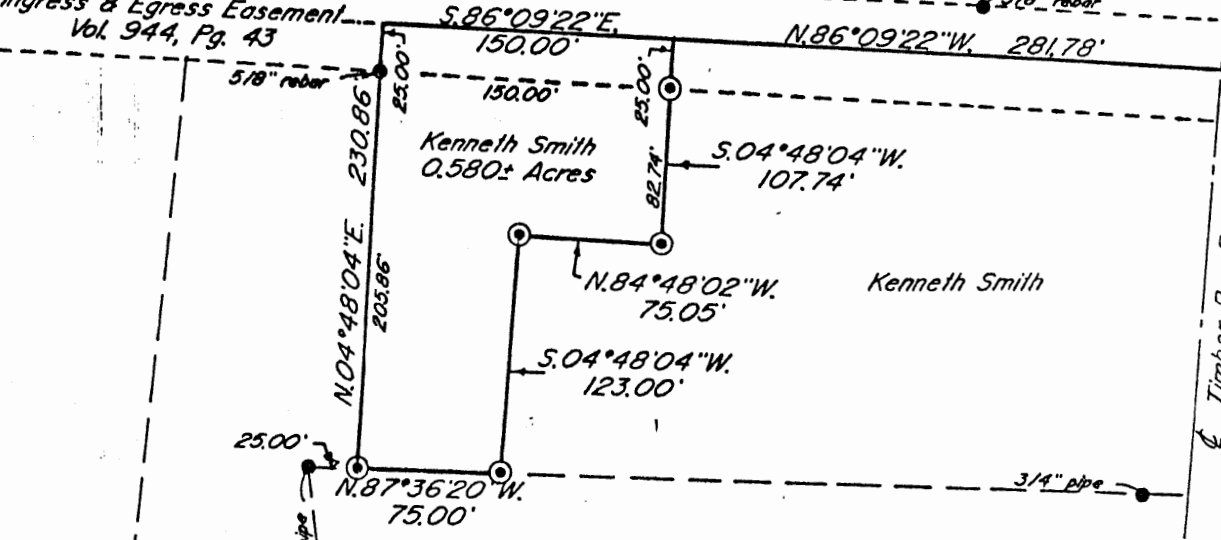 Ingress & Egress Easement
Vol. 944, Pg. 43
S.86°09'22"E.
150.00'
rebar
N.86°09'22"W. 281.78'
5/8" rebar
25.00'
150.00'
25.00'
Kenneth Smith
0.580± Acres
S.04°48'04"W.
107.74'
82.74'
N.04°48'04"E. 230.86'
205.86'
N.84°48'02"W.
75.05'
Kenneth Smith
S.04°48'04"W.
123.00'
25.00'
N.87°36'20"W.
75.00'
3/4" pipe
pipe
℄ Timber